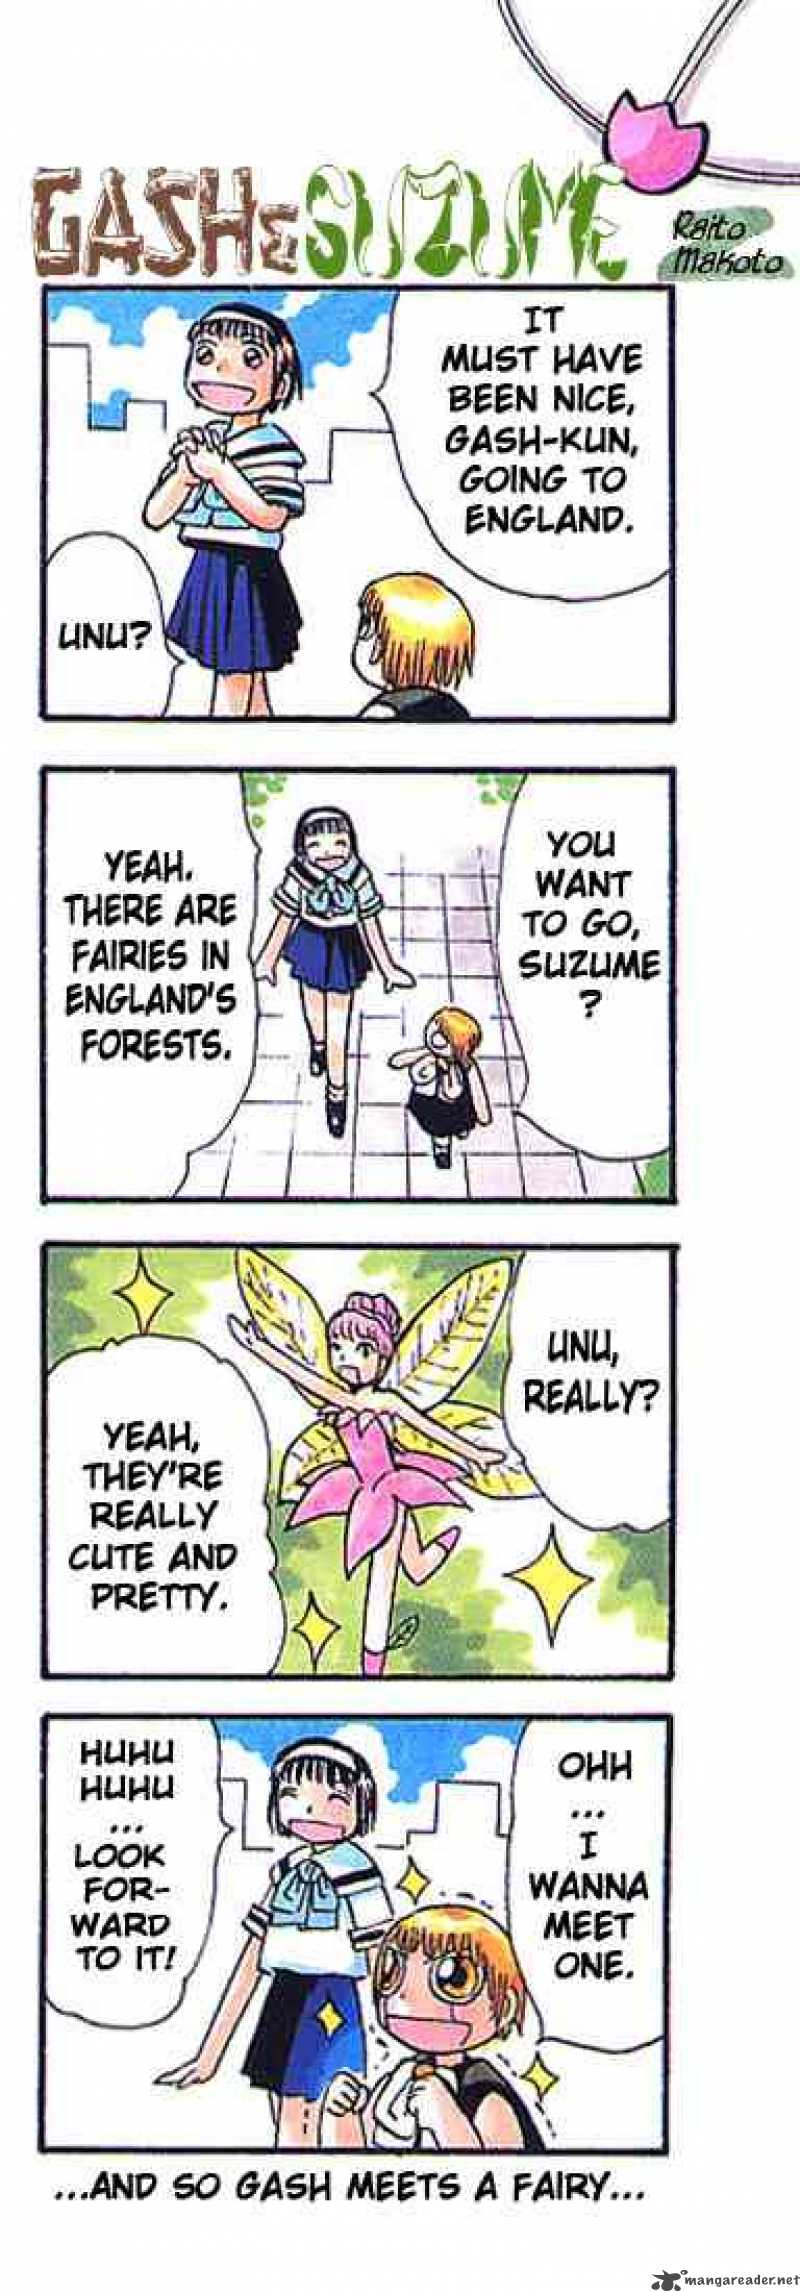 GASH & SUZUME
Raito
Makoto
IT
MUST HAVE
BEEN NICE,
GASH-KUN,
GOING TO
ENGLAND.
UNU?
YOU
WANT
TO GO,
SUZUME
?
YEAH.
THERE ARE
FAIRIES IN
ENGLAND'S
FORESTS.
UNU,
REALLY?
YEAH,
THEY'RE
REALLY
CUTE AND
PRETTY.
OHH
...
I
WANNA
MEET
ONE.
HUHU
HUHU
...
LOOK
FOR-
WARD
TO IT!
...AND SO GASH MEETS A FAIRY...
mangareader.net